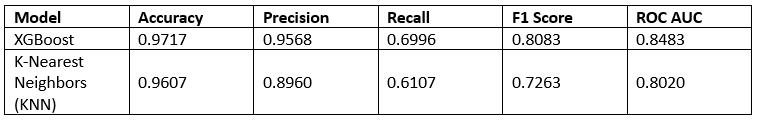 Model Accuracy Precision Recall F1 Score ROC AUC
XGBoost 0.9717 0.9568 0.6996 0.8083 0.8483
K-Nearest
Neighbors 0.9607 0.8960 0.6107 0.7263 0.8020
(KNN)